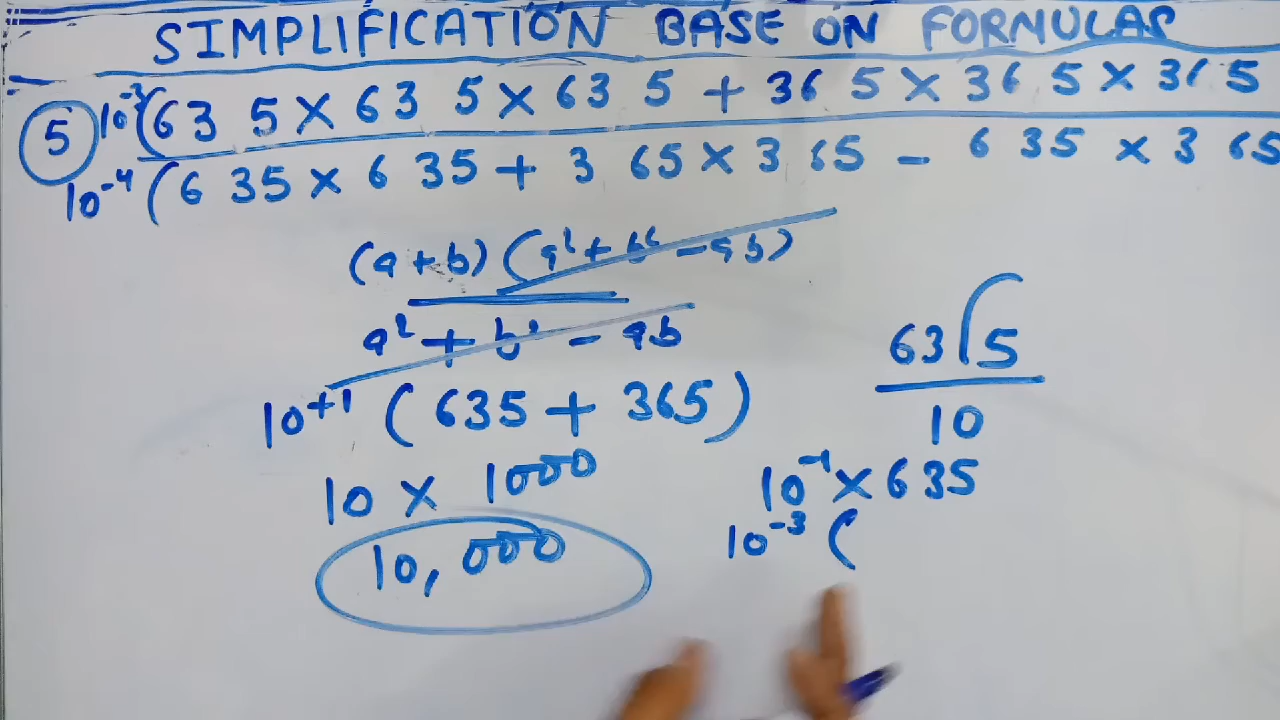 SIMPLIFICATION BASE ON FORMULAS
5 10⁻³(63 5 × 63 5 × 63 5 + 36 5 × 36 5 × 36 5
10⁻⁴ (6 35 × 6 35 + 3 65 × 3 65 - 6 35 × 3 65
(a + b) (a² + b² - ab)
a² + b² - ab
10⁺¹ (635 + 365)
10 × 1000
10,000
63 5
10
10⁻¹ × 635
10⁻³ (